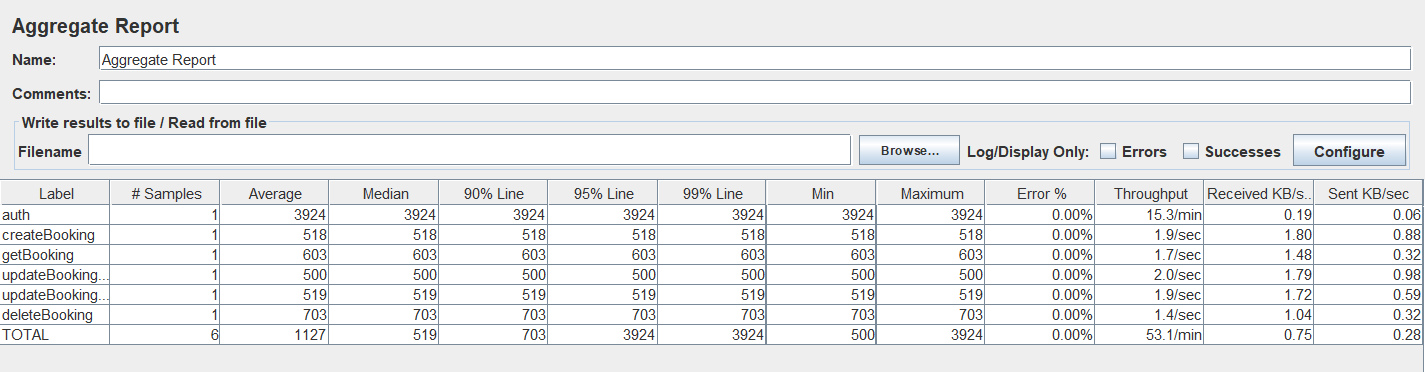 Aggregate Report
Name: Aggregate Report
Comments:
Write results to file / Read from file
Filename Browse... Log/Display Only: Errors Successes Configure
Label # Samples Average Median 90% Line 95% Line 99% Line Min Maximum Error % Throughput Received KB/s... Sent KB/sec
auth 1 3924 3924 3924 3924 3924 3924 3924 0.00% 15.3/min 0.19 0.06
createBooking 1 518 518 518 518 518 518 518 0.00% 1.9/sec 1.80 0.88
getBooking 1 603 603 603 603 603 603 603 0.00% 1.7/sec 1.48 0.32
updateBooking... 1 500 500 500 500 500 500 500 0.00% 2.0/sec 1.79 0.98
updateBooking... 1 519 519 519 519 519 519 519 0.00% 1.9/sec 1.72 0.59
deleteBooking 1 703 703 703 703 703 703 703 0.00% 1.4/sec 1.04 0.32
TOTAL 6 1127 519 703 3924 3924 500 3924 0.00% 53.1/min 0.75 0.28